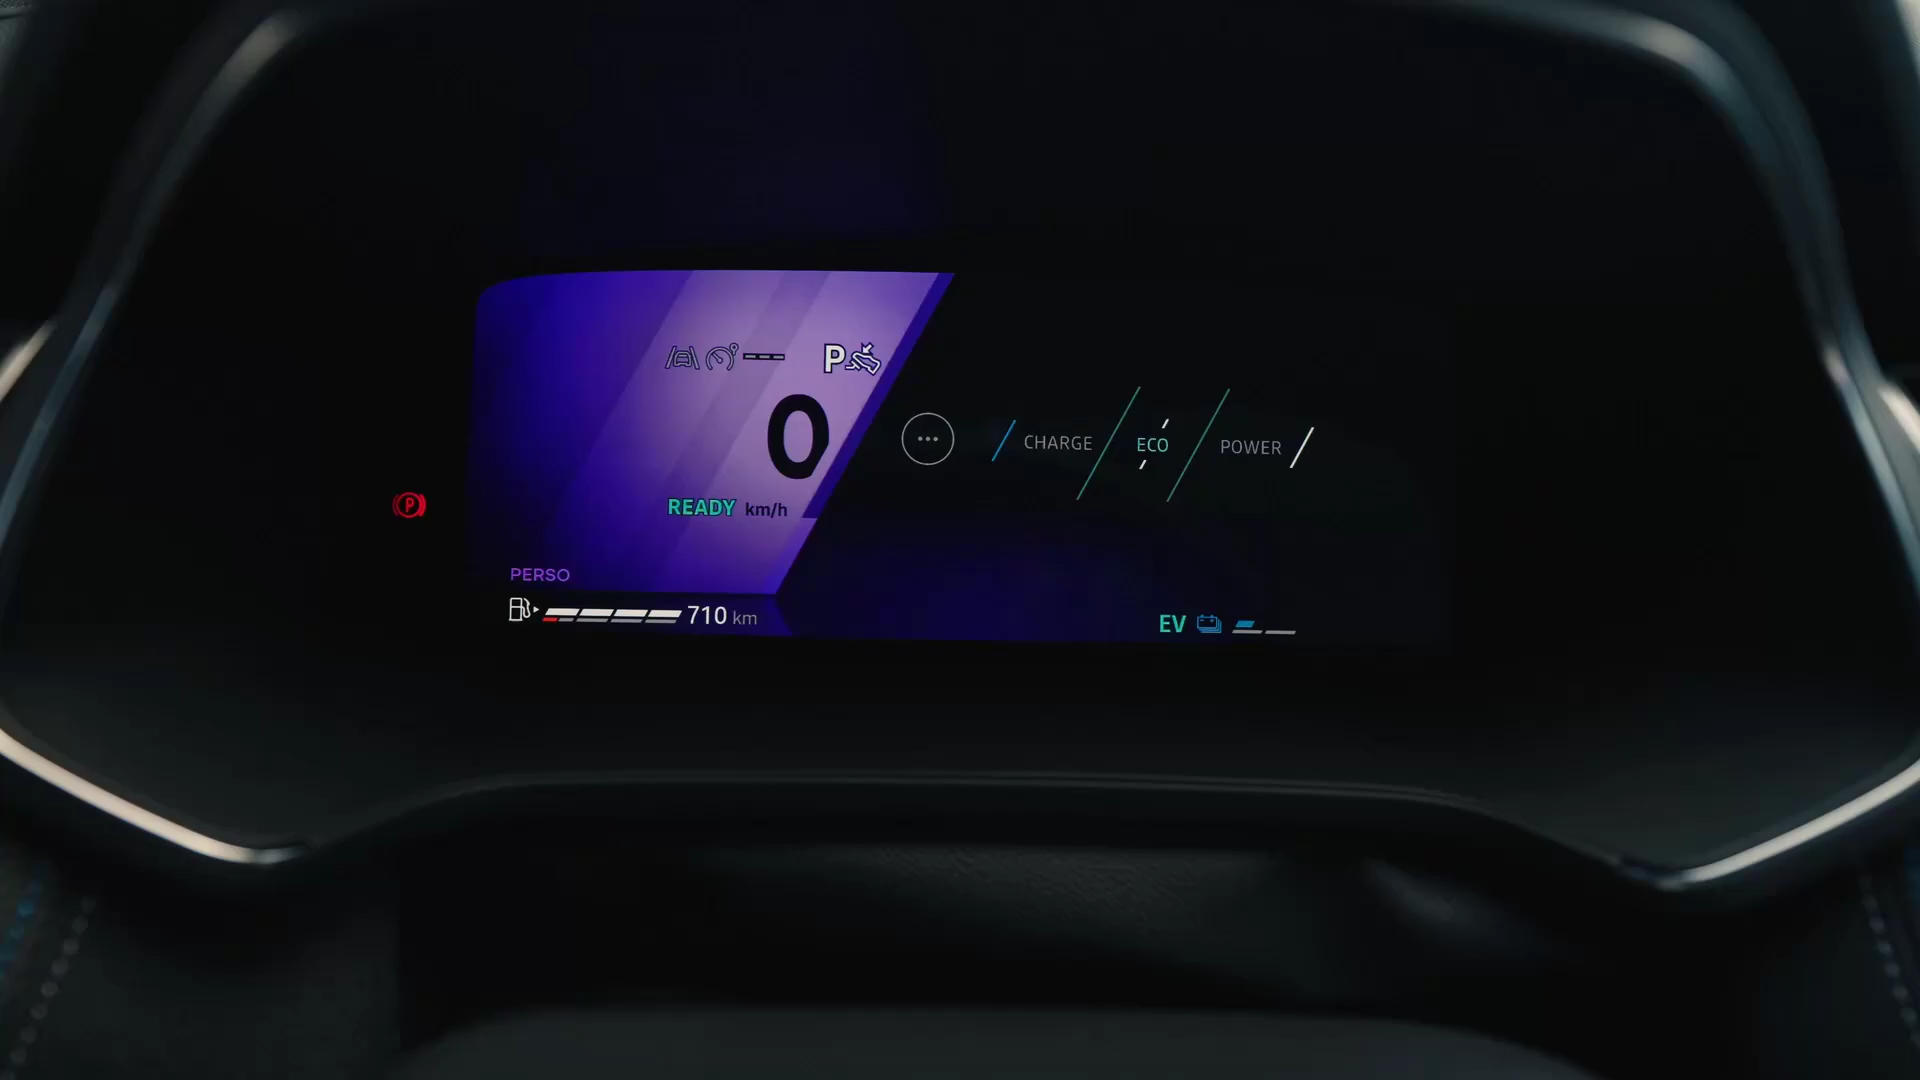 P
0
CHARGE
ECO
POWER
P
READY km/h
PERSO
710 km
EV